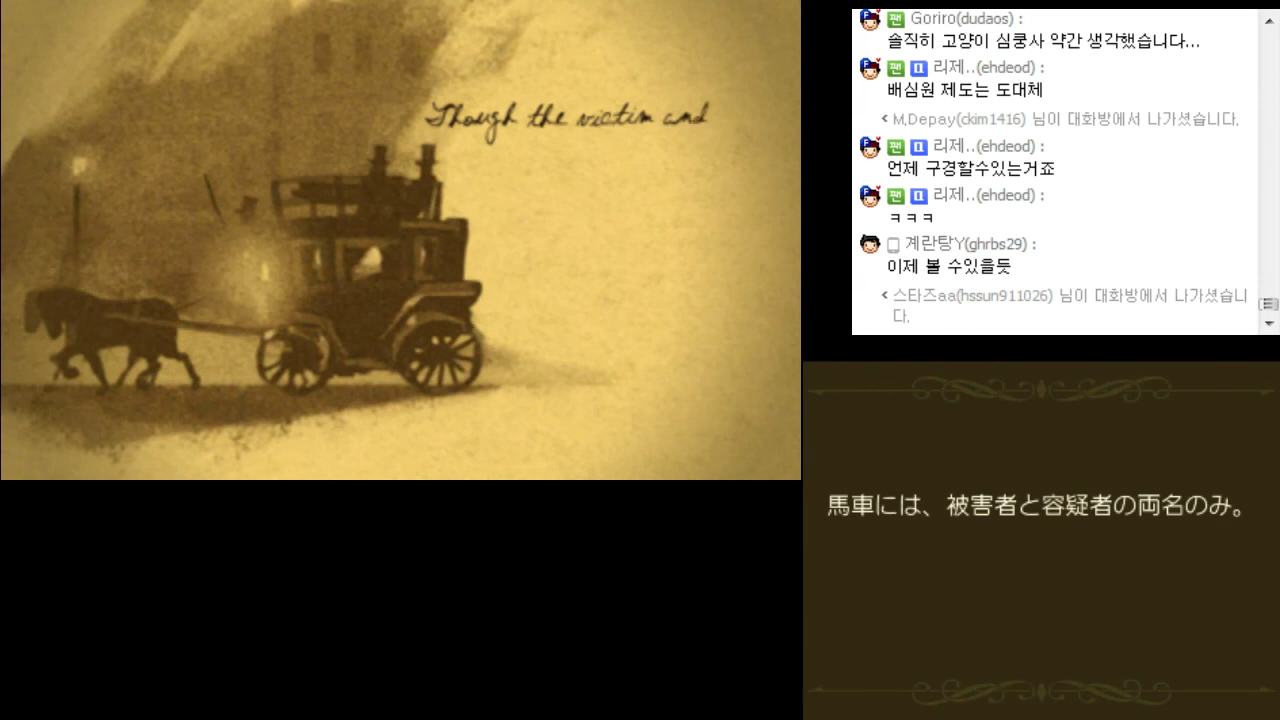 Though the victim and
Goriro(dudaos) :
솔직히 고양이 심쿵사 약간 생각했습니다...
팬 리제..(ehdeod) :
배심원 제도는 도대체
< M.Depay(ckim1416) 님이 대화방에서 나가셨습니다.
팬 리제..(ehdeod) :
언제 구경할수있는거죠
팬 리제..(ehdeod) :
ㅋㅋㅋ
계란탕Y(ghrbs29) :
이제 볼 수있을듯
< 스타즈aa(hssun911026) 님이 대화방에서 나가셨습니
다.
馬車には、被害者と容疑者の両名のみ。